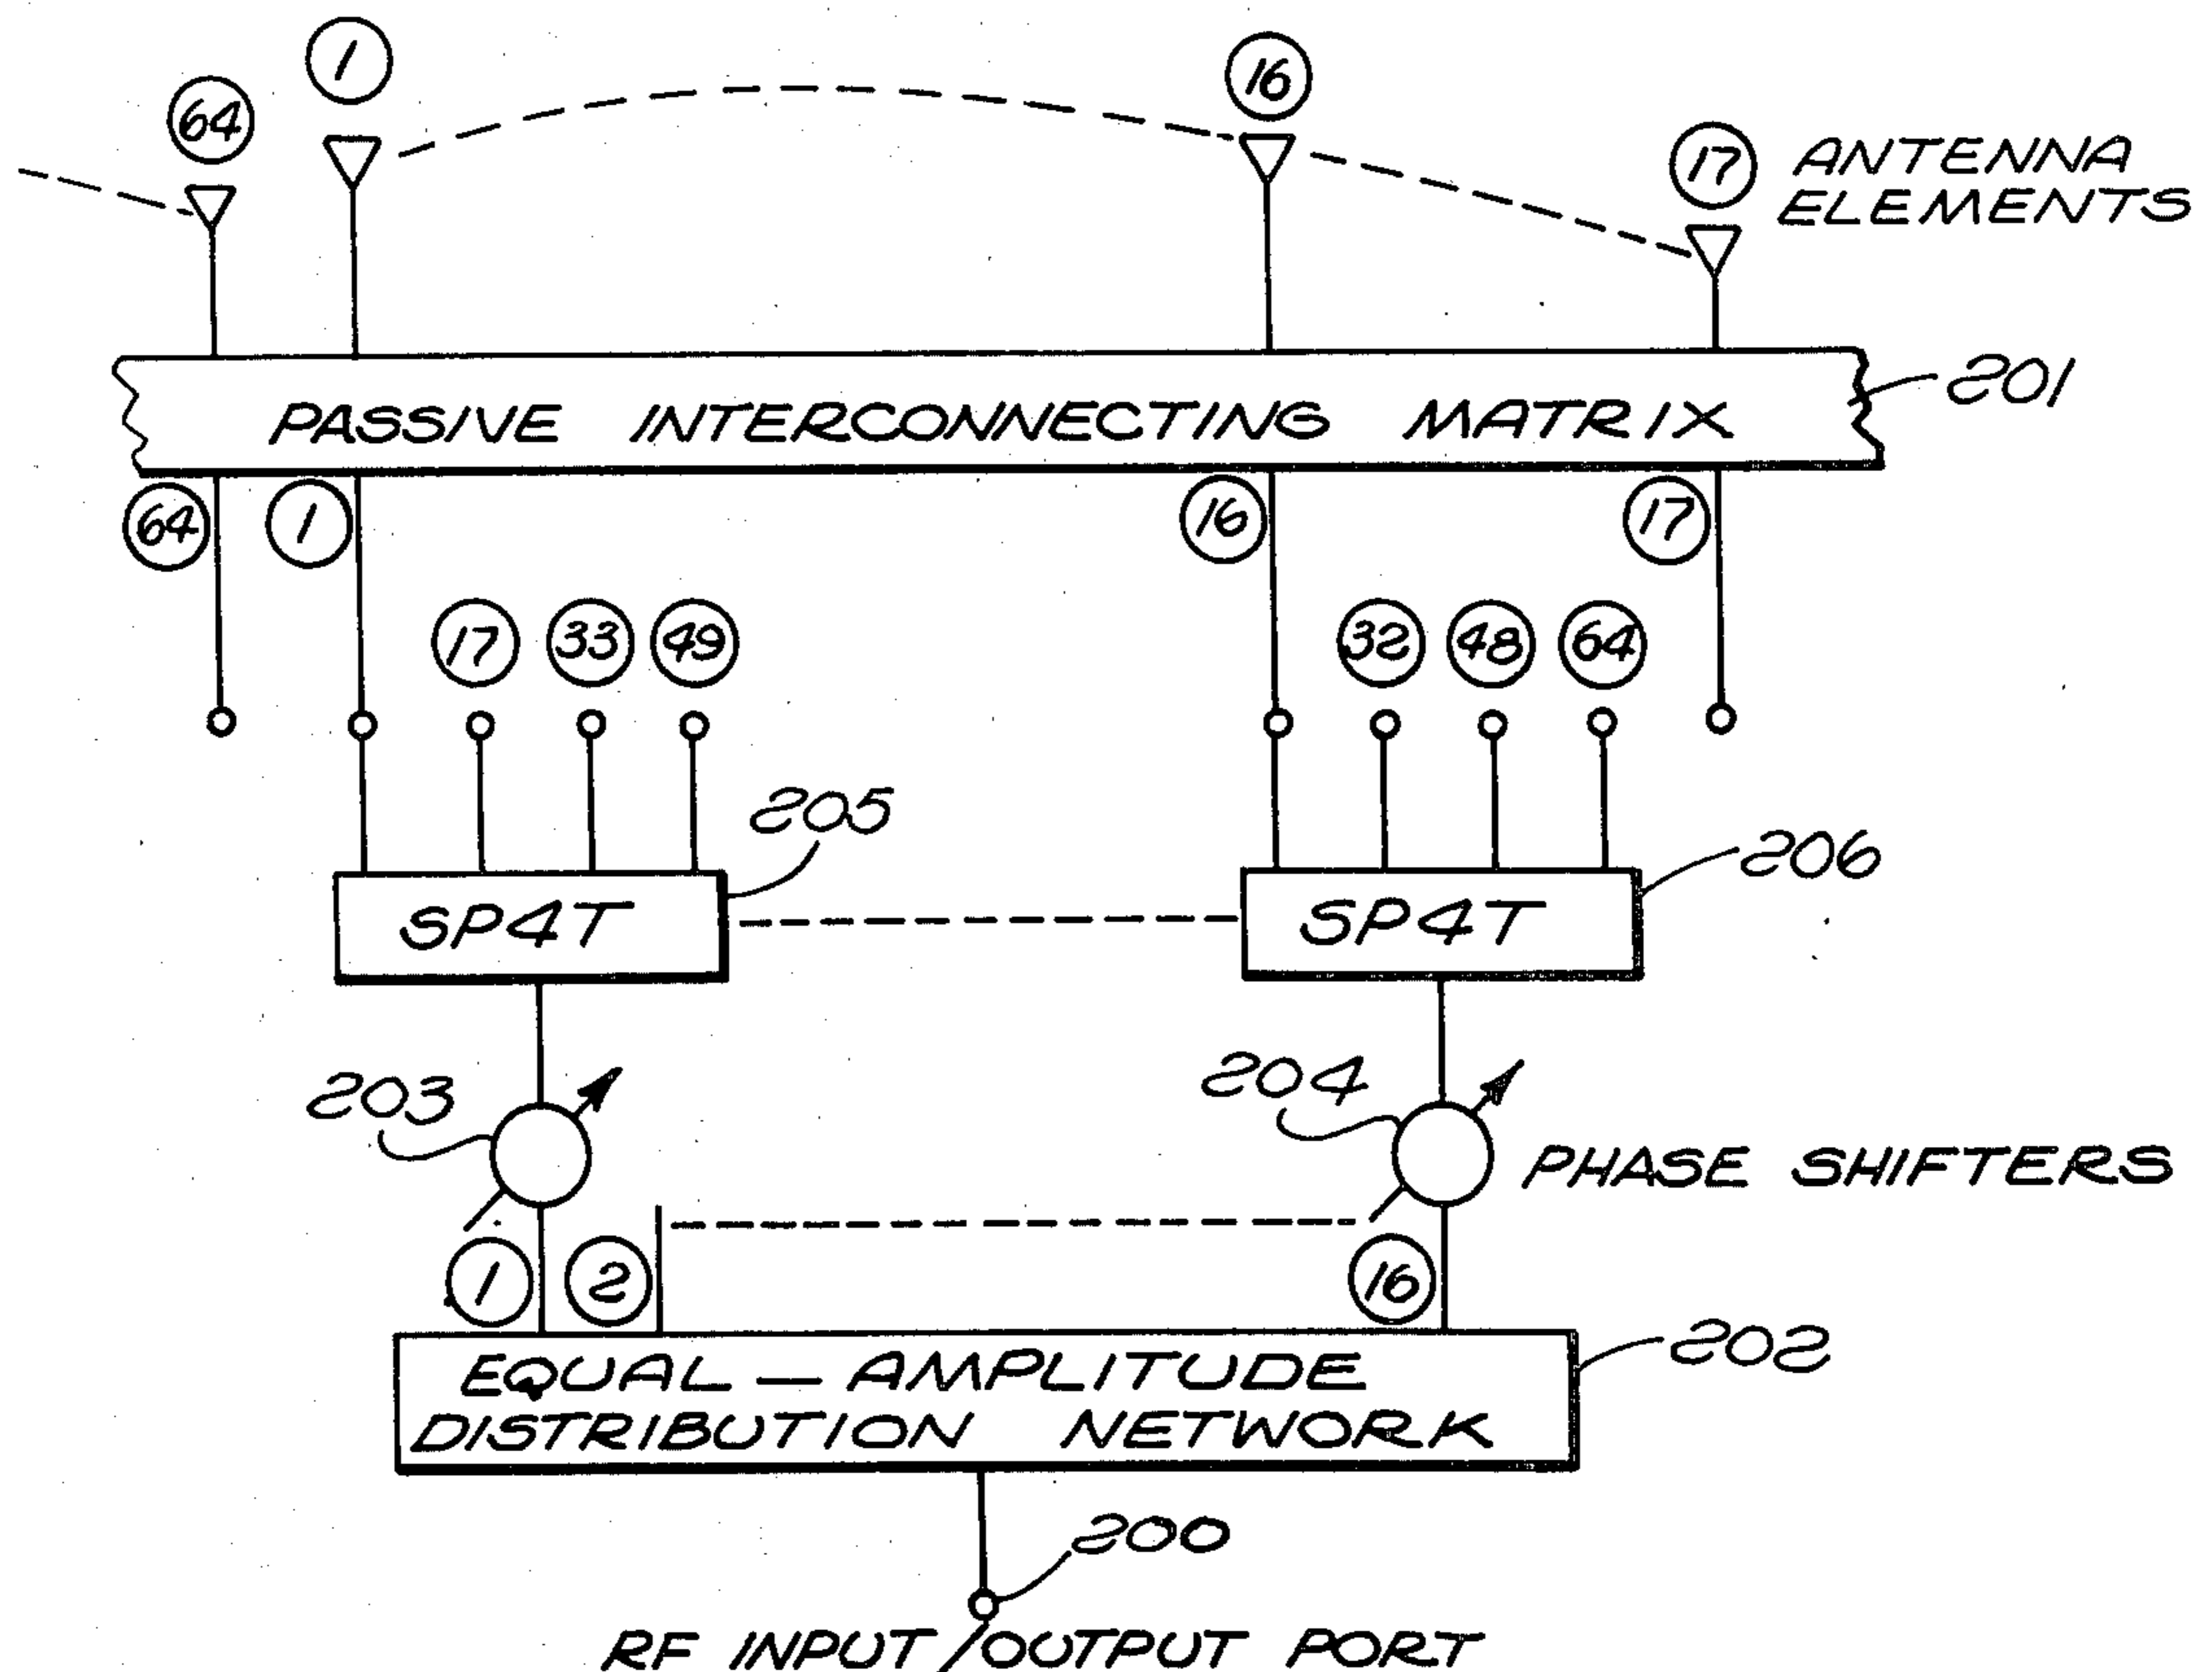 1
16
64
17
ANTENNA
ELEMENTS
PASSIVE INTERCONNECTING MATRIX
201
64
1
16
17
17
33
49
32
48
64
205
206
SP4T
SP4T
203
204
PHASE SHIFTERS
1
2
16
202
EQUAL-AMPLITUDE
DISTRIBUTION NETWORK
200
RF INPUT/OUTPUT PORT